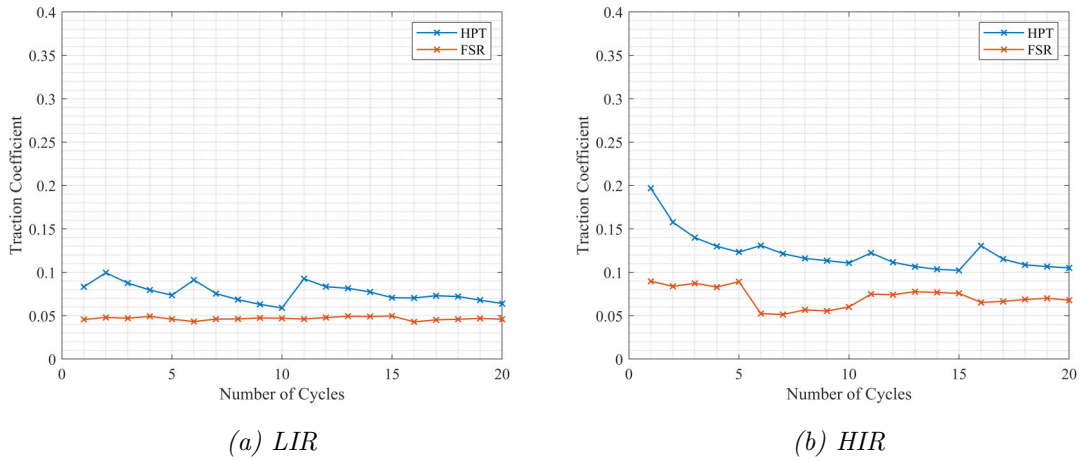 0.4
0.35
0.3
0.25
0.2
0.15
0.1
0.05
0
Traction Coefficient
HPT
FSR
0 5 10 15 20
Number of Cycles
(a) LIR
0.4
0.35
0.3
0.25
0.2
0.15
0.1
0.05
0
Traction Coefficient
HPT
FSR
0 5 10 15 20
Number of Cycles
(b) HIR